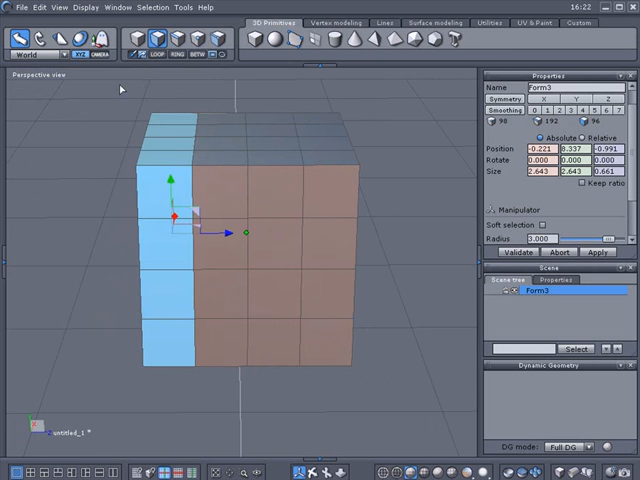 File Edit View Display Window Selection Tools Help
16:22
3D Primitives Vertex modeling Lines Surface modeling Utilities UV & Paint Custom
World XYZ CAMERA
LOOP RING BETW
Perspective view
Properties
Name Form3
Symmetry X Y Z
Smoothing 0 1 2 3 4 5 6 7
98 192 96
Absolute Relative
Position -0.221 8.337 -0.991
Rotate 0.000 0.000 0.000
Size 2.643 2.643 0.661
Keep ratio
Manipulator
Soft selection
Radius 3.000
Validate Abort Apply
Scene
Scene tree Properties
Form3
Select
Dynamic Geometry
DG mode: Full DG
untitled_1 *